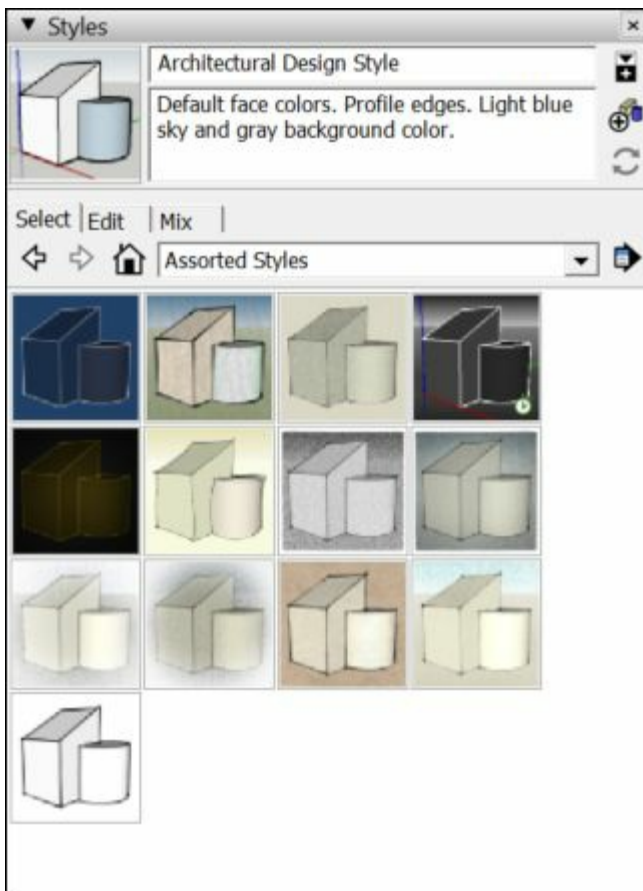 Styles
Architectural Design Style
Default face colors. Profile edges. Light blue
sky and gray background color.
Select Edit Mix
Assorted Styles